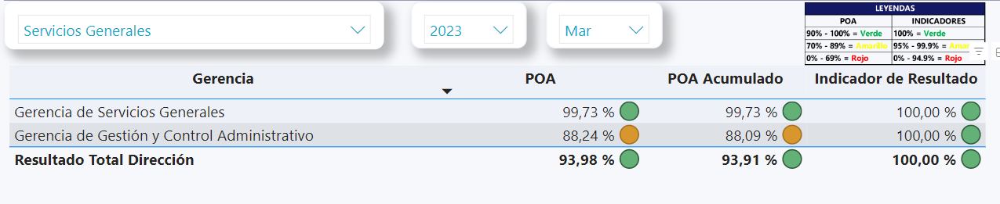 LEYENDAS
Servicios Generales 2023 Mar
POA INDICADORES
90% - 100% = Verde 100% = Verde
70% - 89% = Amarillo 95% - 99.9% = Amar
0% - 69% = Rojo 0% - 94.9% = Rojo
Gerencia POA POA Acumulado Indicador de Resultado
Gerencia de Servicios Generales 99,73 % 99,73 % 100,00 %
Gerencia de Gestión y Control Administrativo 88,24 % 88,09 % 100,00 %
Resultado Total Dirección 93,98 % 93,91 % 100,00 %